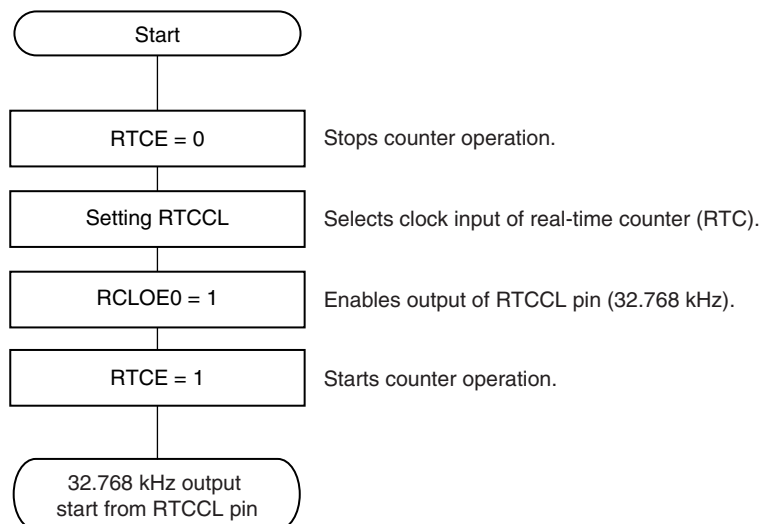 Start
RTCE = 0
Stops counter operation.
Setting RTCCL
Selects clock input of real-time counter (RTC).
RCLOE0 = 1
Enables output of RTCCL pin (32.768 kHz).
RTCE = 1
Starts counter operation.
32.768 kHz output
start from RTCCL pin